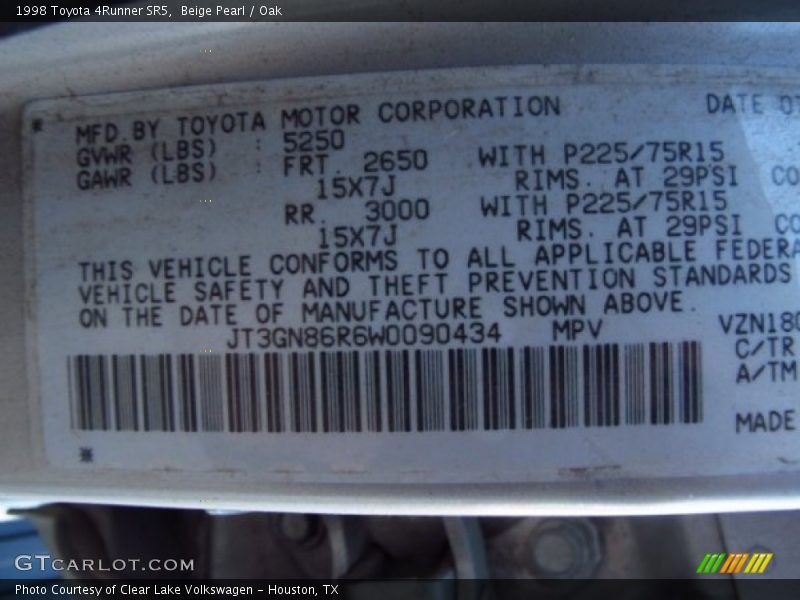 1998 Toyota 4Runner SR5, Beige Pearl / Oak
MFD.BY TOYOTA MOTOR CORPORATION DATE
GVWR (LBS) : 5250
GAWR (LBS) : FRT. 2650 WITH P225/75R15
15X7J RIMS. AT 29PSI CO
RR. 3000 WITH P225/75R15
15X7J RIMS. AT 29PSI CO
THIS VEHICLE CONFORMS TO ALL APPLICABLE FEDERA
VEHICLE SAFETY AND THEFT PREVENTION STANDARDS
ON THE DATE OF MANUFACTURE SHOWN ABOVE.
JT3GN86R6W0090434 MPV VZN180
C/TR
A/TM
MADE
GTCARLOT.COM
Photo Courtesy of Clear Lake Volkswagen - Houston, TX